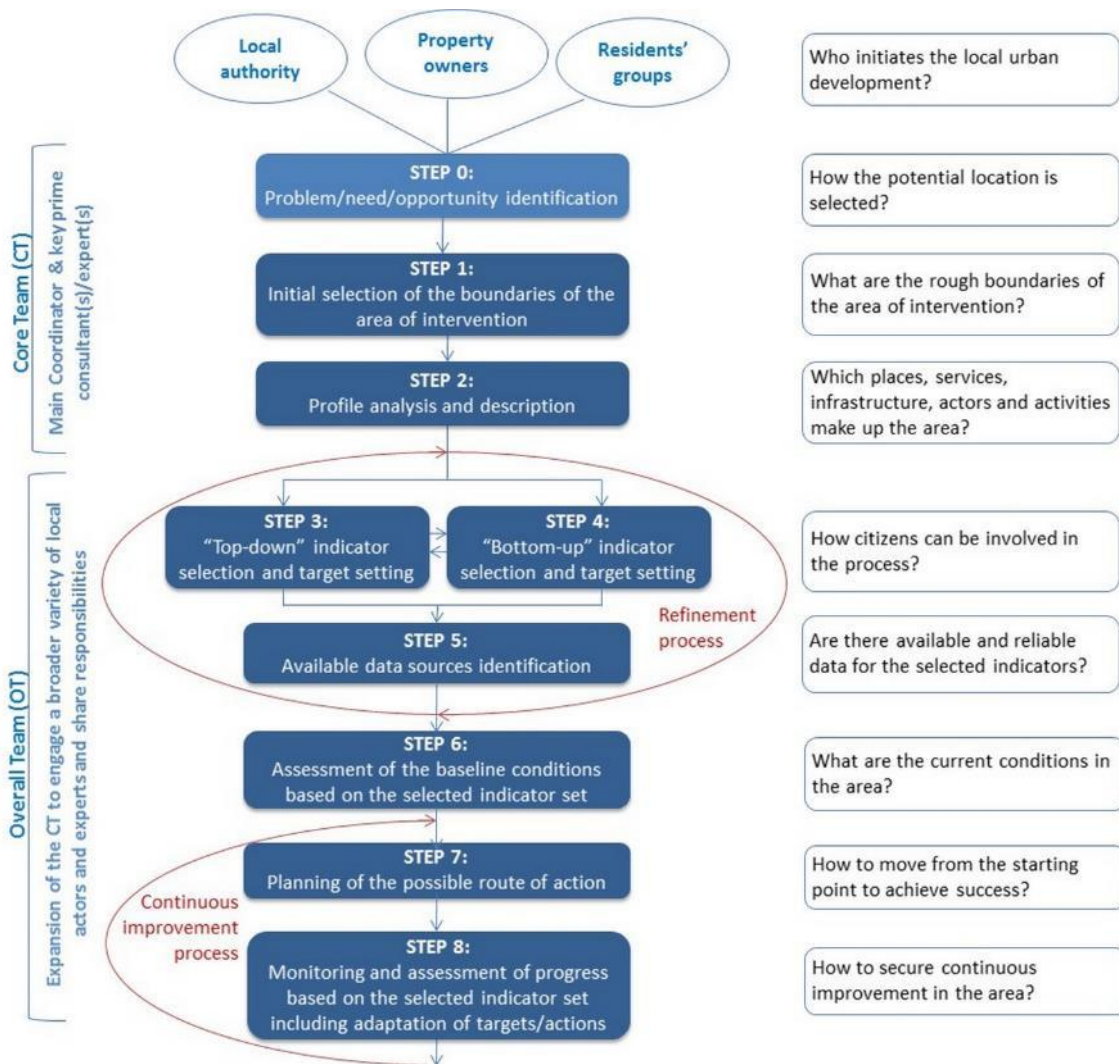 Local
authority
Property
owners
Residents'
groups
Who initiates the local urban
development?
Core Team (CT)
Main Coordinator & key prime
consultant(s)/expert(s)
STEP 0:
Problem/need/opportunity identification
How the potential location is
selected?
STEP 1:
Initial selection of the boundaries of the
area of intervention
What are the rough boundaries of
the area of intervention?
STEP 2:
Profile analysis and description
Which places, services,
infrastructure, actors and activities
make up the area?
Overall Team (OT)
Expansion of the CT to engage a broader variety of local
actors and experts and share responsibilities
STEP 3:
“Top-down” indicator
selection and target setting
STEP 4:
“Bottom-up” indicator
selection and target setting
How citizens can be involved in
the process?
Refinement
process
STEP 5:
Available data sources identification
Are there available and reliable
data for the selected indicators?
STEP 6:
Assessment of the baseline conditions
based on the selected indicator set
What are the current conditions in
the area?
STEP 7:
Planning of the possible route of action
How to move from the starting
point to achieve success?
Continuous
improvement
process
STEP 8:
Monitoring and assessment of progress
based on the selected indicator set
including adaptation of targets/actions
How to secure continuous
improvement in the area?